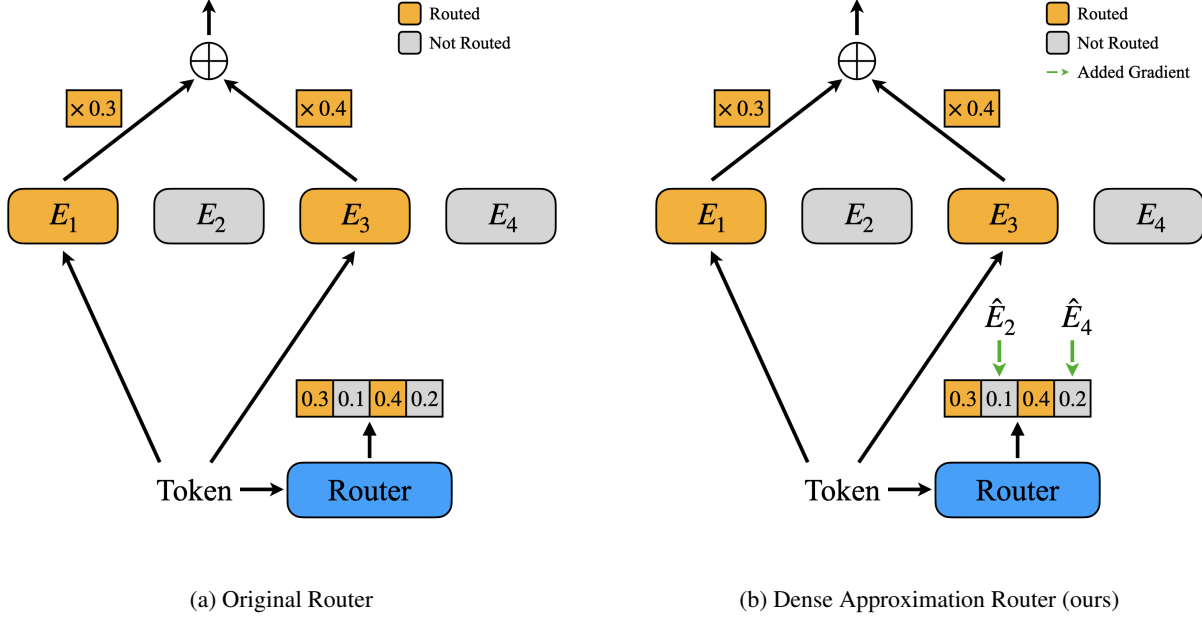 Routed
Not Routed
× 0.3
× 0.4
E₁
E₂
E₃
E₄
0.3 0.1 0.4 0.2
Token
Router
(a) Original Router
Routed
Not Routed
Added Gradient
× 0.3
× 0.4
E₁
E₂
E₃
E₄
Ê₂
Ê₄
0.3 0.1 0.4 0.2
Token
Router
(b) Dense Approximation Router (ours)